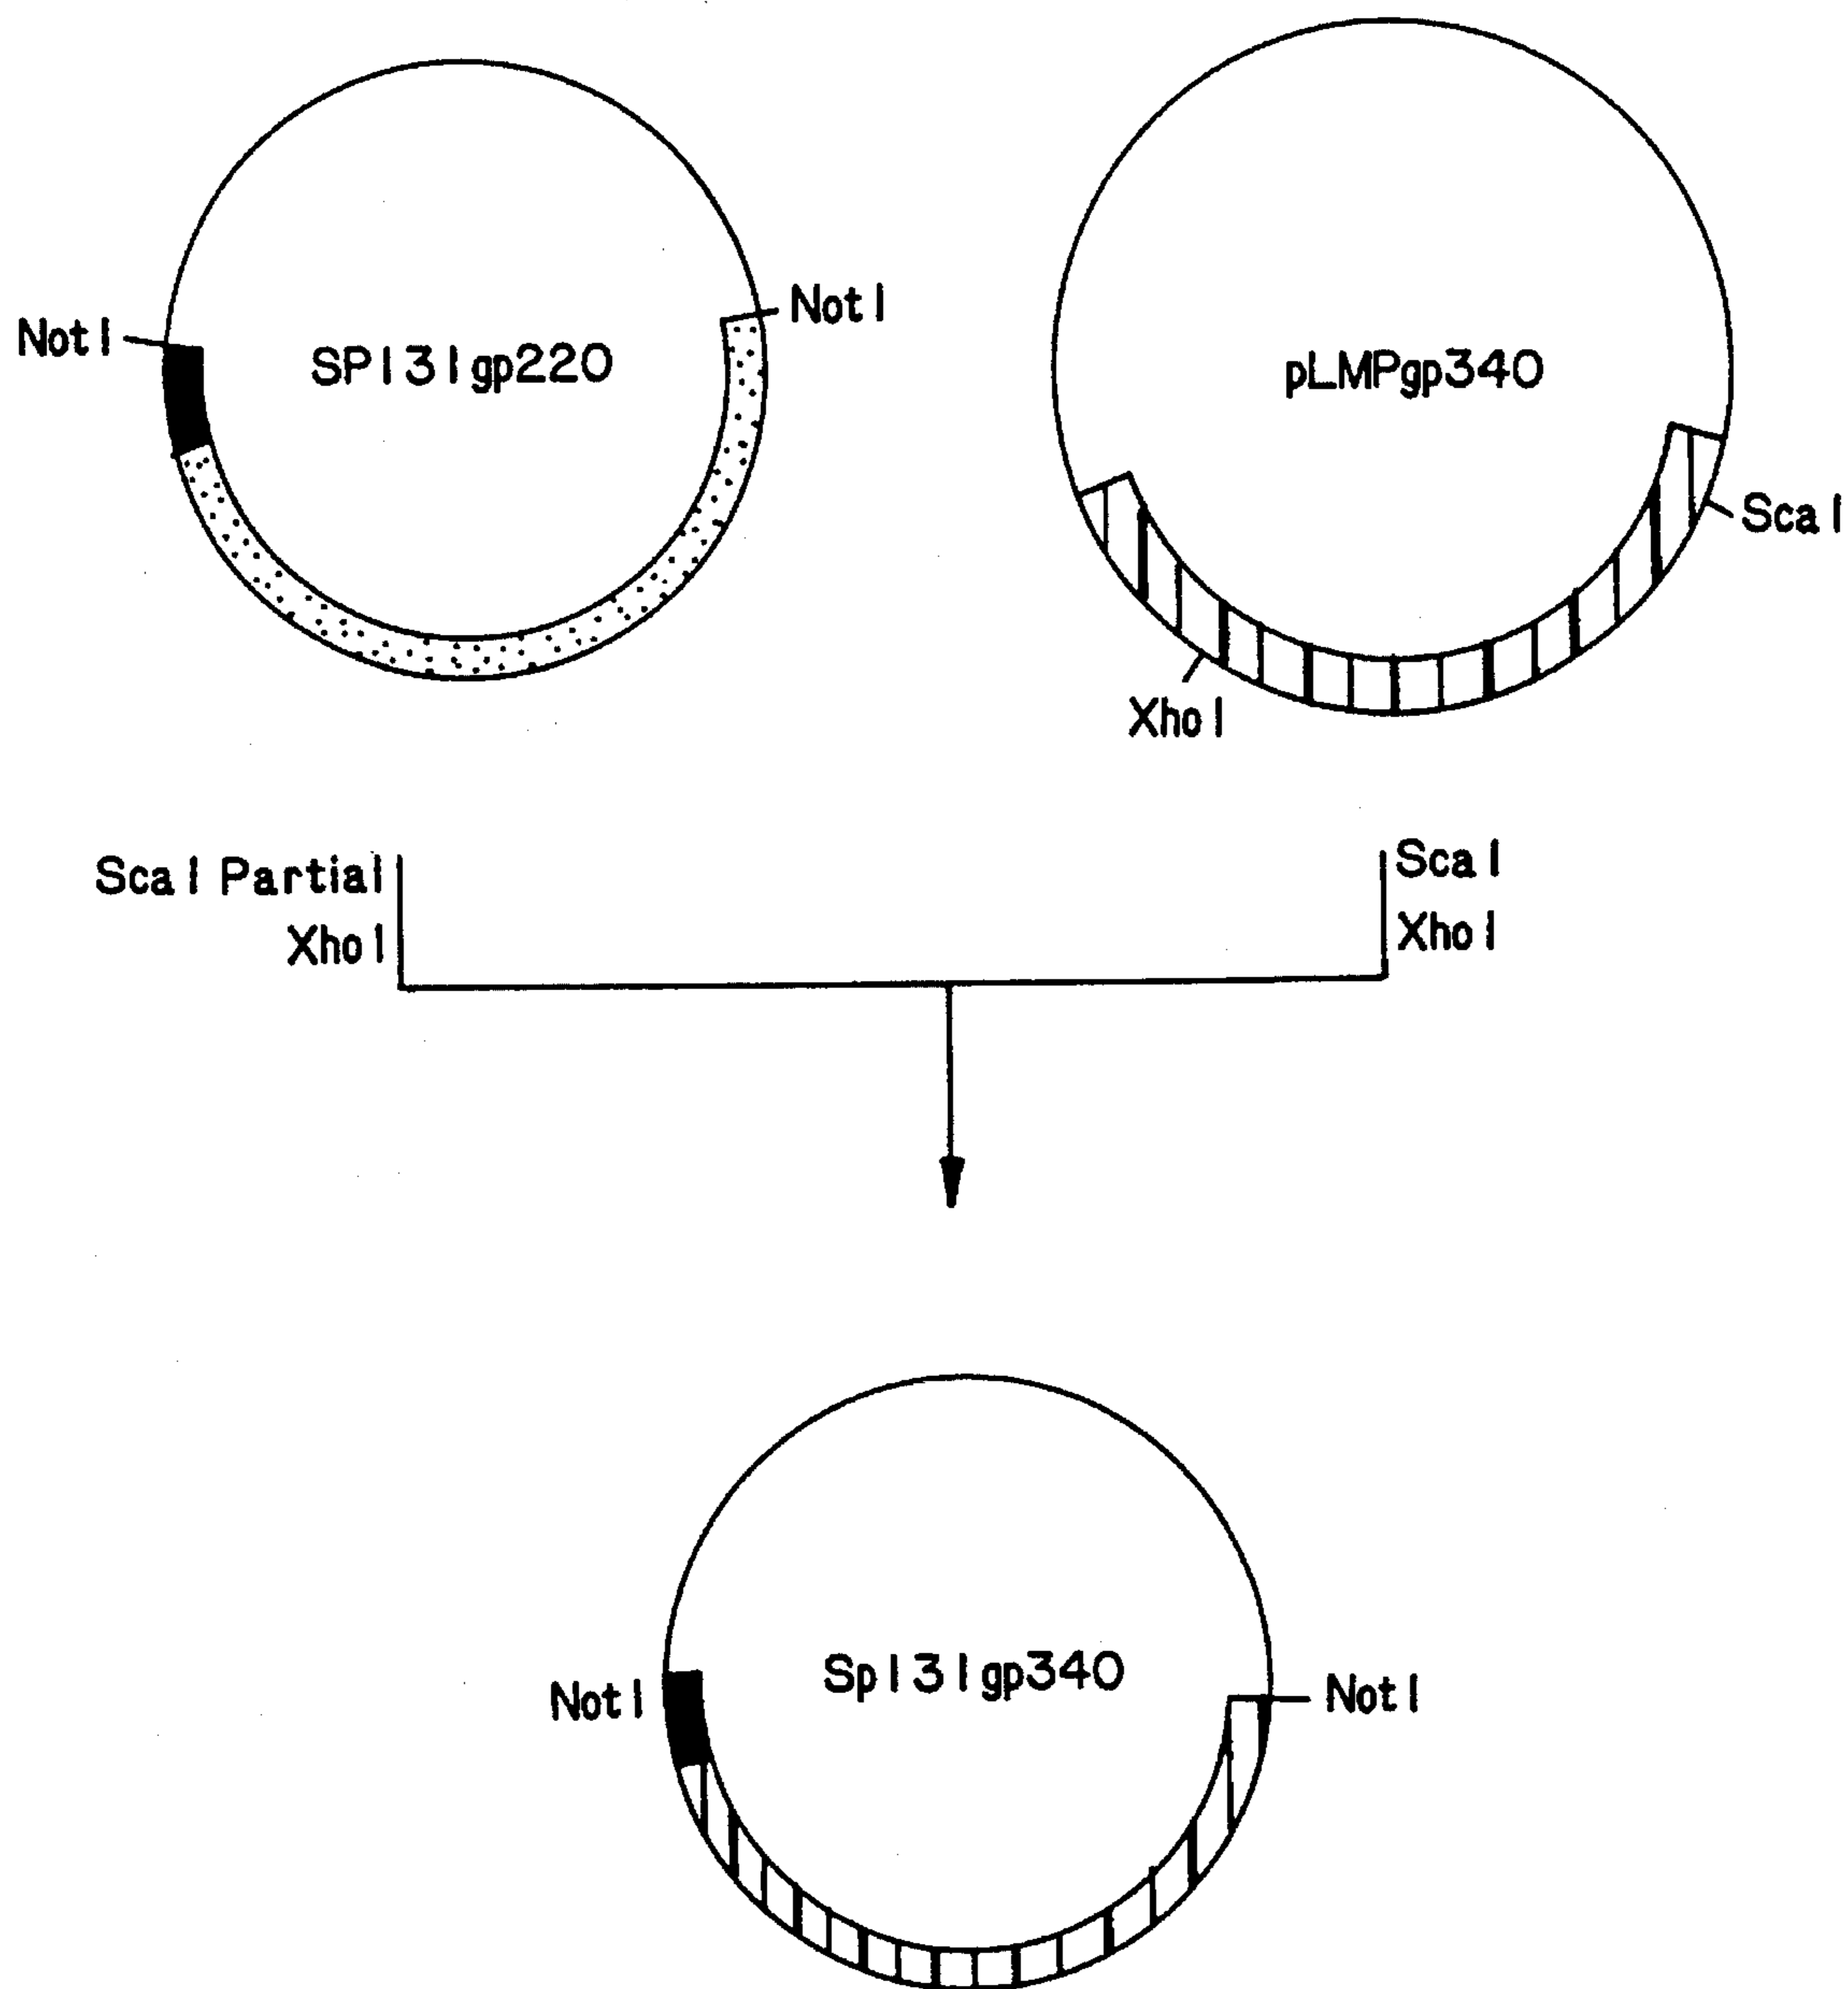 NotI
SP131gp220
NotI
pLMPgp340
ScaI
XhoI
ScaI Partial
XhoI
ScaI
XhoI
NotI
Sp131gp340
NotI